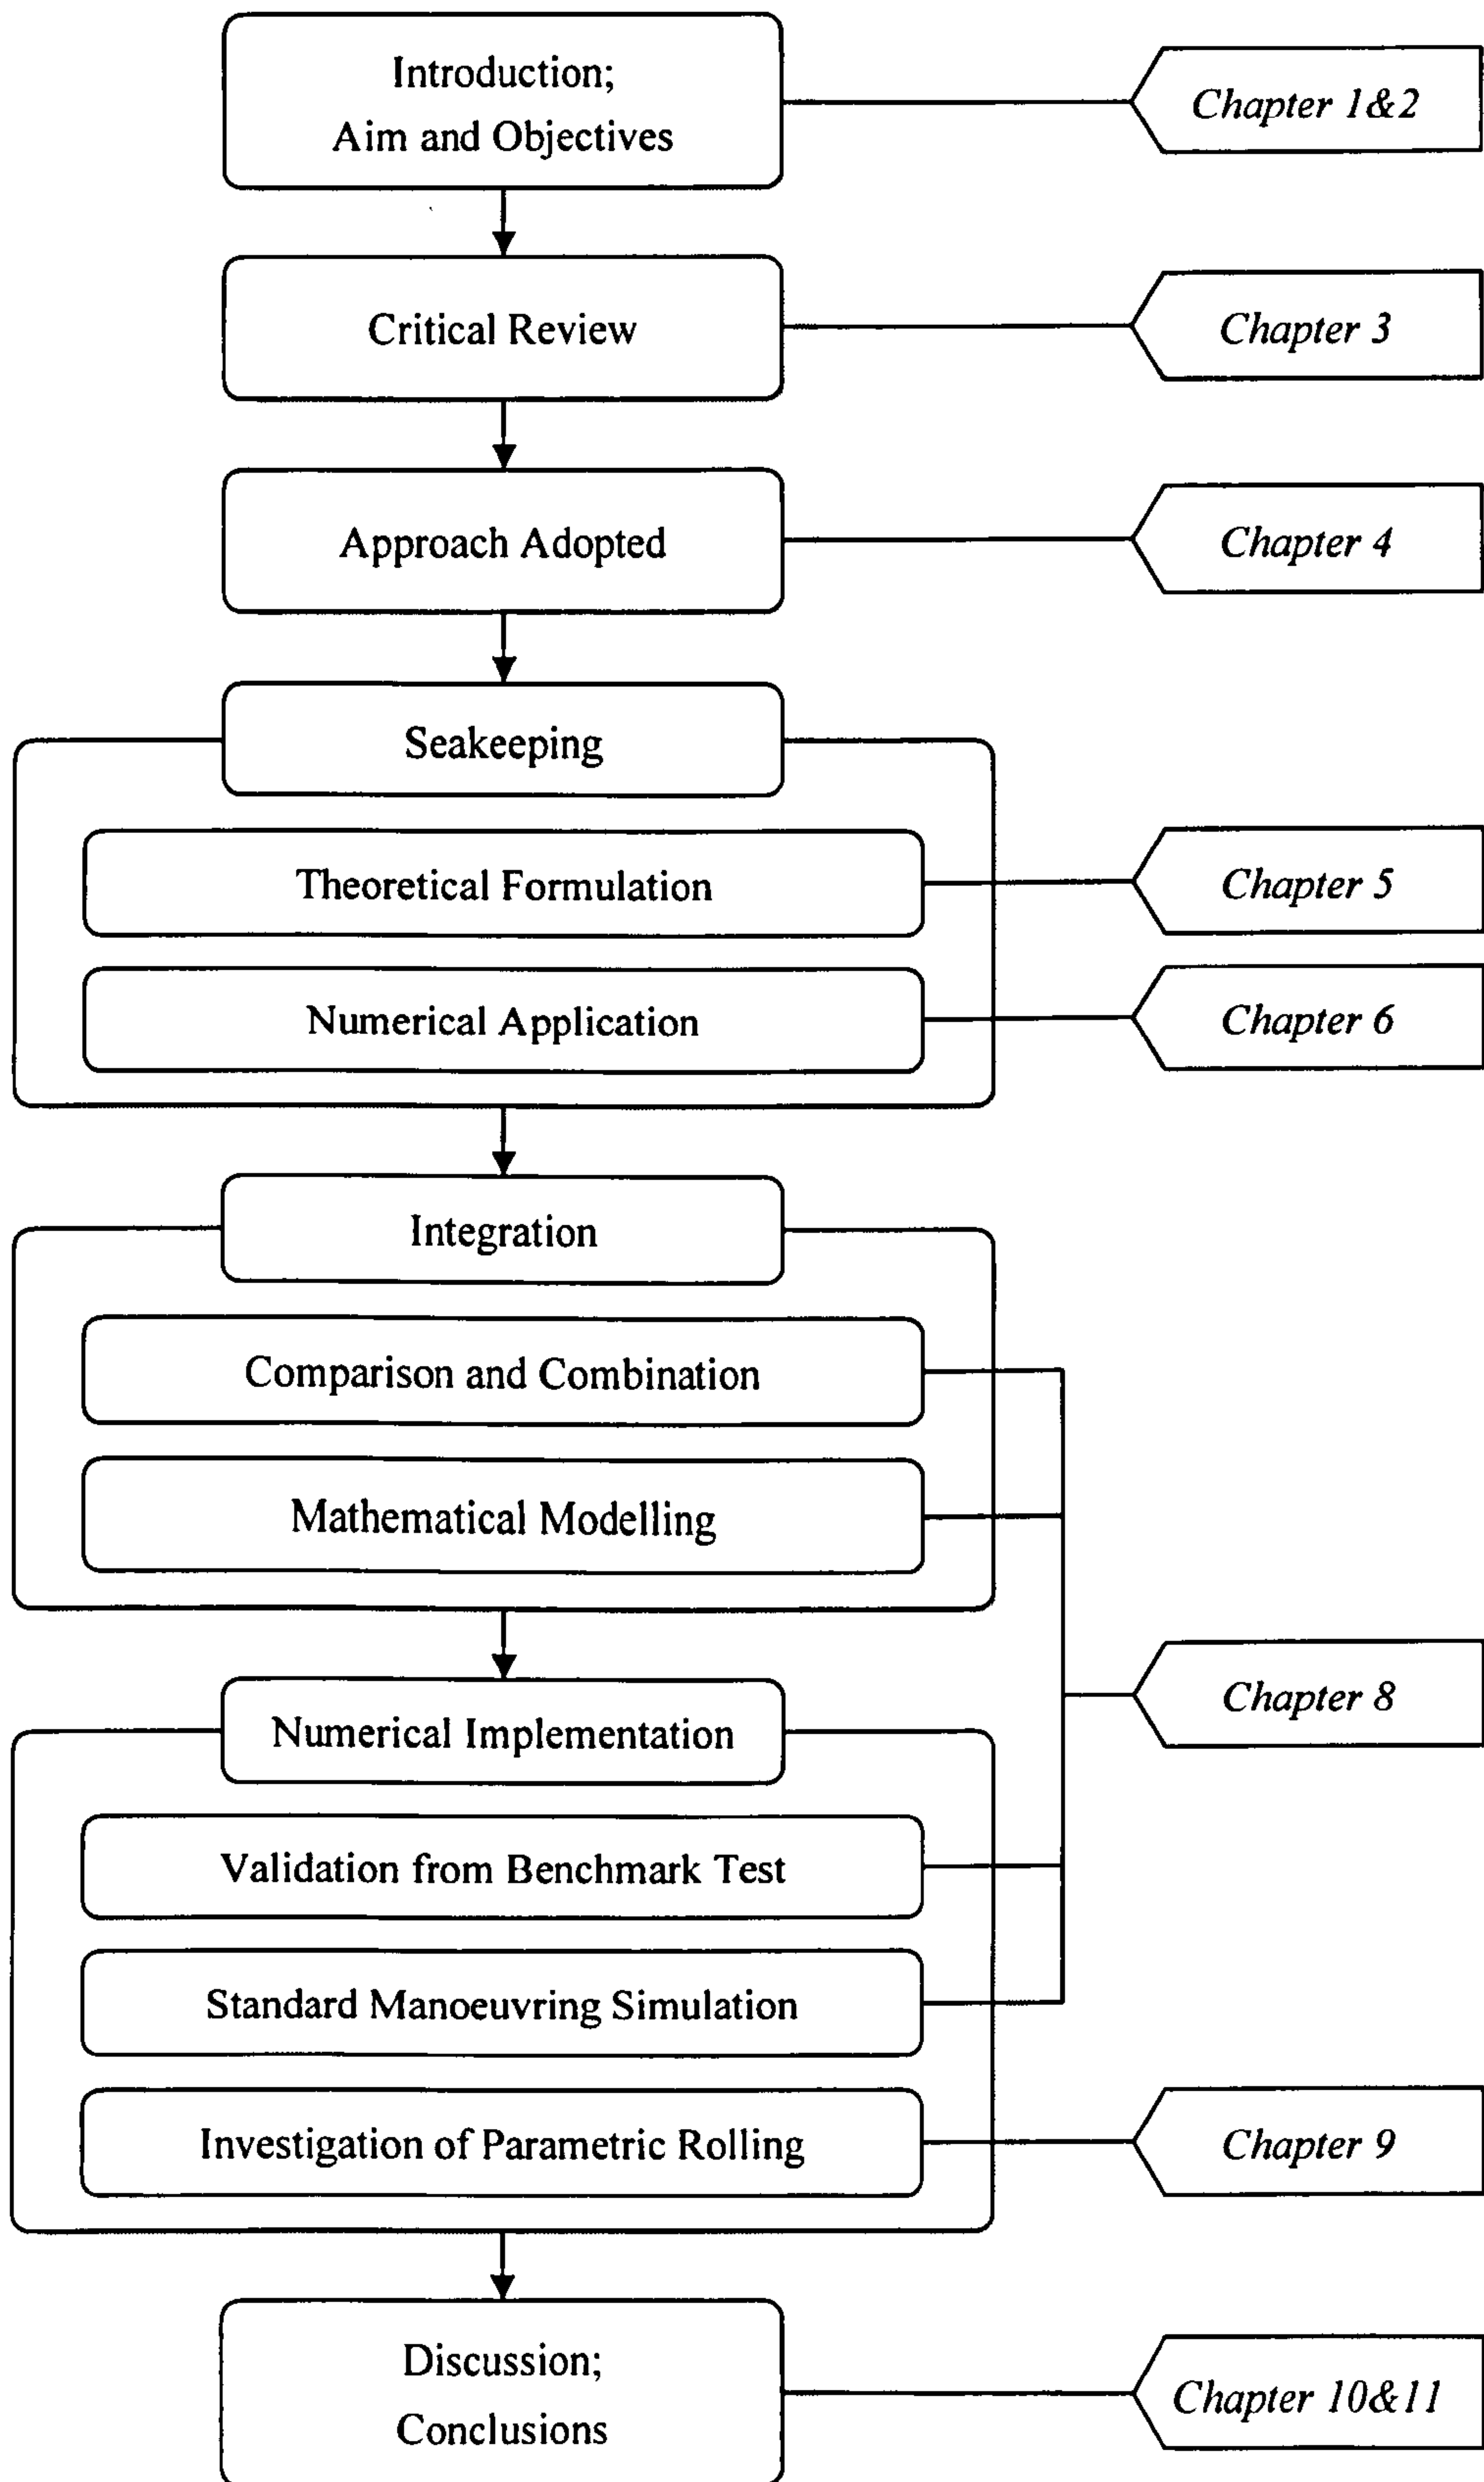 Introduction;
Aim and Objectives
Chapter 1&2
Critical Review
Chapter 3
Approach Adopted
Chapter 4
Seakeeping
Theoretical Formulation
Chapter 5
Numerical Application
Chapter 6
Integration
Comparison and Combination
Mathematical Modelling
Chapter 8
Numerical Implementation
Validation from Benchmark Test
Standard Manoeuvring Simulation
Investigation of Parametric Rolling
Chapter 9
Discussion;
Conclusions
Chapter 10&11